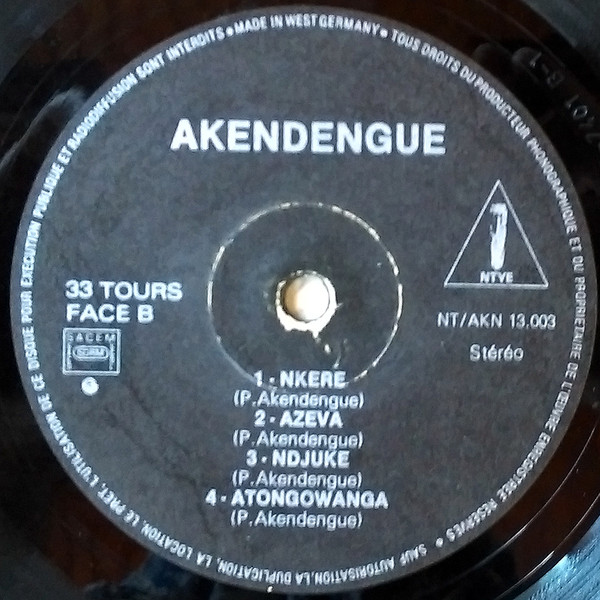 AKENDENGUE
NTYE
33 TOURS
FACE B
NT/AKN 13.003
Stéréo
SACEM
SDRM
1 - NKERE
(P. Akendengue)
2 - AZEVA
(P. Akendengue)
3 - NDJUKE
(P. Akendengue)
4 - ATONGOWANGA
(P. Akendengue)
MADE IN WEST GERMANY • TOUS DROITS DU PRODUCTEUR PHONOGRAPHIQUE ET DU PROPRIETAIRE DE L'ŒUVRE ENREGISTREE RESERVES • SAUF AUTORISATION, LA DUPLICATION, LA LOCATION, LE PRET, L'UTILISATION DE CE DISQUE POUR EXECUTION PUBLIQUE ET RADIODIFFUSION SONT INTERDITS •